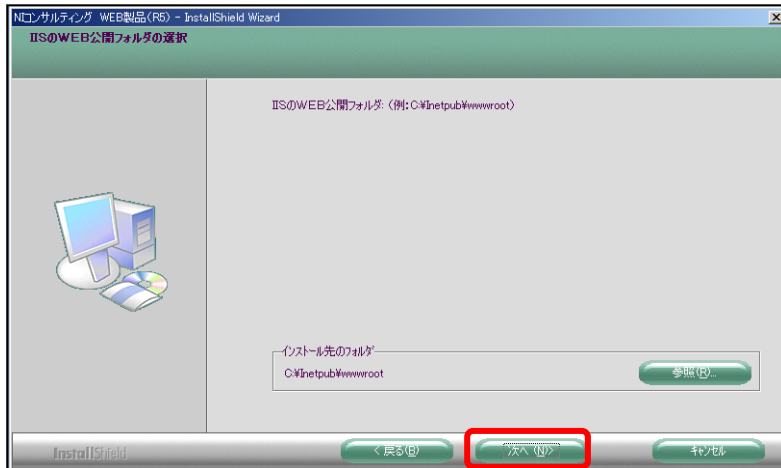 NIコンサルティング WEB製品(R5) - InstallShield Wizard
IISのWEB公開フォルダの選択
IISのWEB公開フォルダ:（例：C:¥Inetpub¥wwwroot）
インストール先のフォルダ
C:¥Inetpub¥wwwroot
参照(R)...
InstallShield
< 戻る(B)
次へ (N)>
キャンセル